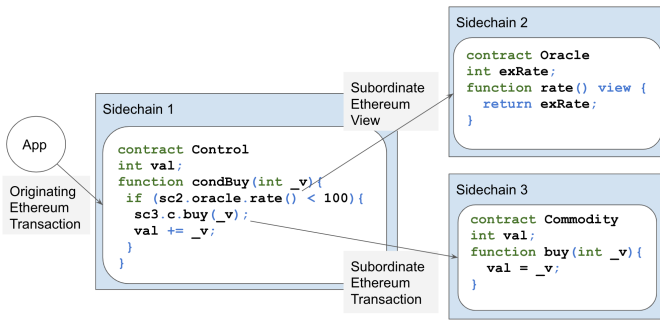 App
Originating
Ethereum
Transaction
Sidechain 1
contract Control
int val;
function condBuy(int _v){
if (sc2.oracle.rate() < 100){
sc3.c.buy(_v);
val += _v;
}
}
Subordinate
Ethereum
View
Sidechain 2
contract Oracle
int exRate;
function rate() view {
return exRate;
}
Subordinate
Ethereum
Transaction
Sidechain 3
contract Commodity
int val;
function buy(int _v){
val = _v;
}